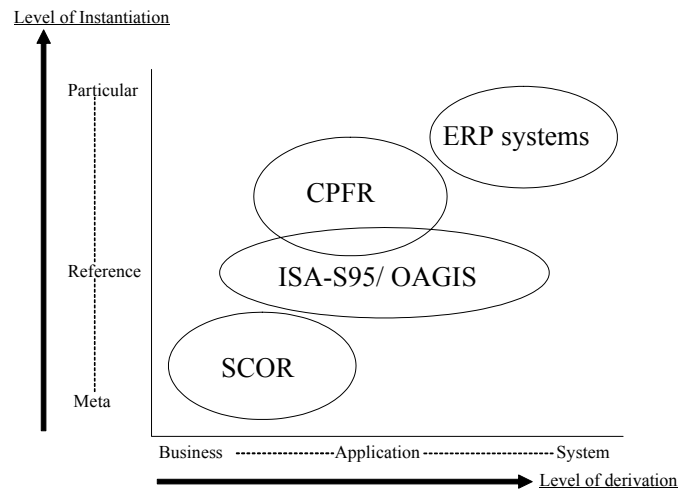 Level of Instantiation
Particular
ERP systems
CPFR
Reference
ISA-S95/ OAGIS
SCOR
Meta
Business
Application
System
Level of derivation